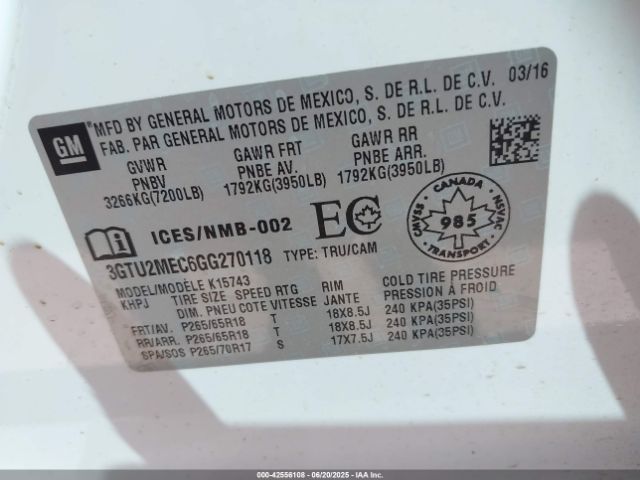 GM
MFD BY GENERAL MOTORS DE MEXICO, S. DE R.L. DE C.V. 03/16
FAB. PAR GENERAL MOTORS DE MEXICO, S. DE R.L. DE C.V.
GVWR GAWR FRT GAWR RR
PNBV PNBE AV. PNBE ARR.
3266KG(7200LB) 1792KG(3950LB) 1792KG(3950LB)
ICES/NMB-002 EC
CANADA
985
TRANSPORT
NSVAC
3GTU2MEC6GG270118 TYPE: TRU/CAM
MODEL/MODÈLE K15743
KHPJ TIRE SIZE SPEED RTG RIM COLD TIRE PRESSURE
DIM. PNEU COTE VITESSE JANTE PRESSION À FROID
FRT/AV. P265/65R18 T 18X8.5J 240 KPA(35PSI)
RR/ARR. P265/65R18 T 18X8.5J 240 KPA(35PSI)
SPA/SOS P265/70R17 S 17X7.5J 240 KPA(35PSI)
000-42556108 - 06/20/2025 - IAAI.COM